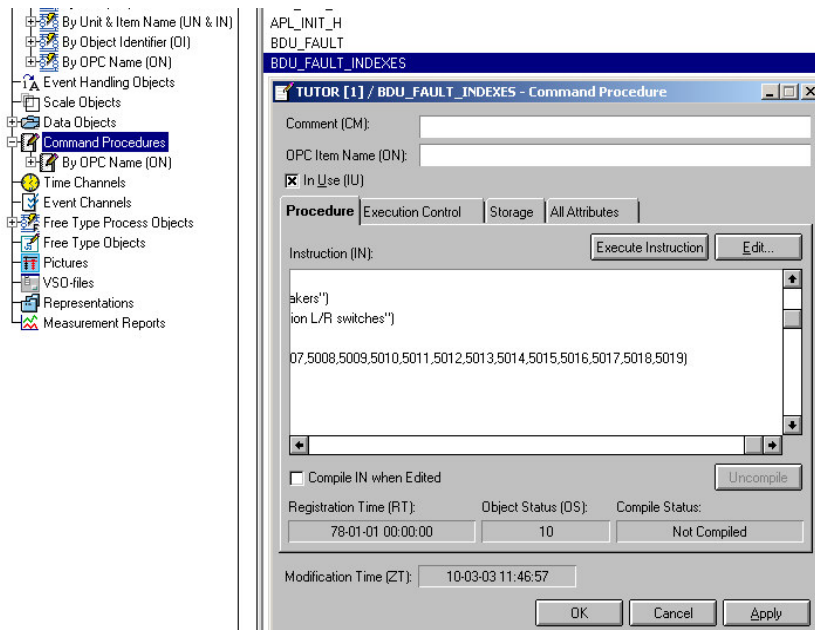 By Unit & Item Name (UN & IN)
By Object Identifier (OI)
By OPC Name (ON)
Event Handling Objects
Scale Objects
Data Objects
Command Procedures
By OPC Name (ON)
Time Channels
Event Channels
Free Type Process Objects
Free Type Objects
Pictures
VSO-files
Representations
Measurement Reports
APL_INIT_H
BDU_FAULT
BDU_FAULT_INDEXES
TUTOR [1] / BDU_FAULT_INDEXES - Command Procedure
Comment (CM):
OPC Item Name (ON):
In Use (IU)
Procedure Execution Control Storage All Attributes
Instruction (IN): Execute Instruction Edit...
akers")
ion L/R switches")
07,5008,5009,5010,5011,5012,5013,5014,5015,5016,5017,5018,5019)
Compile IN when Edited Uncompile
Registration Time (RT): Object Status (OS): Compile Status:
78-01-01 00:00:00 10 Not Compiled
Modification Time (ZT): 10-03-03 11:46:57
OK Cancel Apply